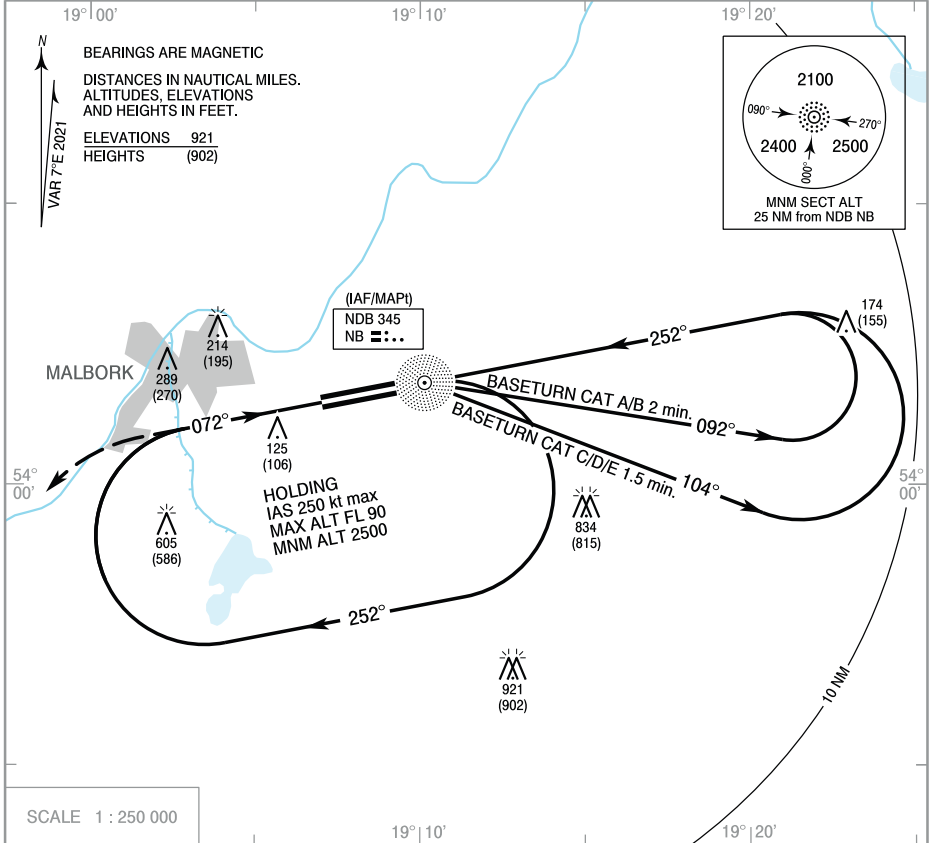 19° 00'
19° 10'
19° 20'
N
VAR 7°E 2021
BEARINGS ARE MAGNETIC
DISTANCES IN NAUTICAL MILES.
ALTITUDES, ELEVATIONS
AND HEIGHTS IN FEET.
ELEVATIONS 921
HEIGHTS (902)
2100
090°
270°
2400
2500
000°
MNM SECT ALT
25 NM from NDB NB
(IAF/MAPt)
NDB 345
NB
174
(155)
214
(195)
252°
MALBORK
289
(270)
BASETURN CAT A/B 2 min.
092°
072°
BASETURN CAT C/D/E 1.5 min.
104°
125
(106)
54°
00'
54°
00'
HOLDING
IAS 250 kt max
MAX ALT FL 90
MNM ALT 2500
605
(586)
834
(815)
252°
921
(902)
10 NM
SCALE 1 : 250 000
19° 10'
19° 20'